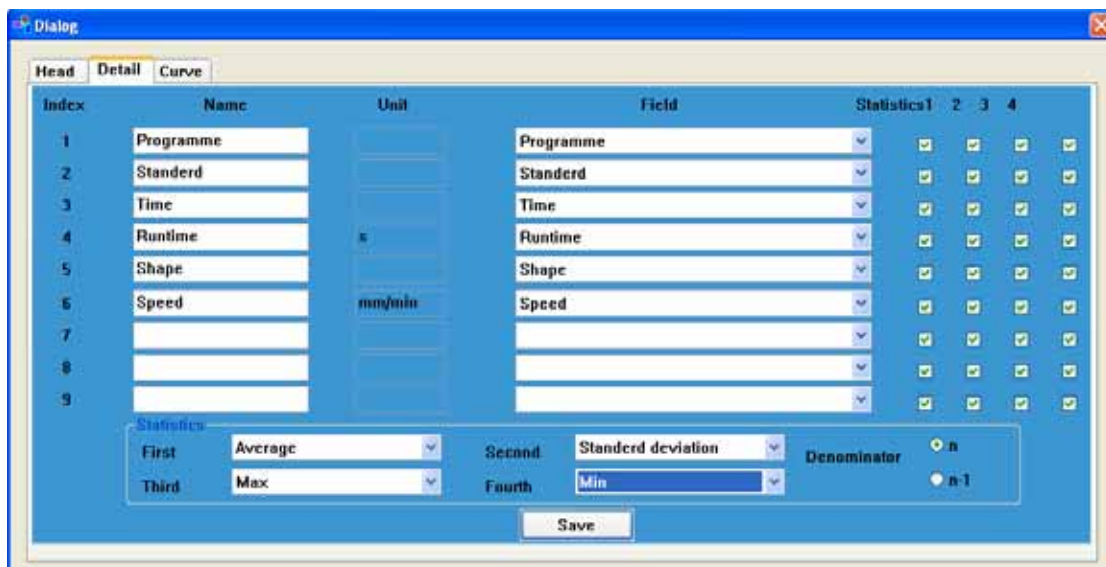 Dialog
Head Detail Curve
Index Name Unit Field Statistics1 2 3 4
1 Programme Programme
2 Standerd Standerd
3 Time Time
4 Runtime s Runtime
5 Shape Shape
6 Speed mm/min Speed
7
8
9
Statistics
First Average Second Standerd deviation Denominator n
Third Max Fourth Min n-1
Save